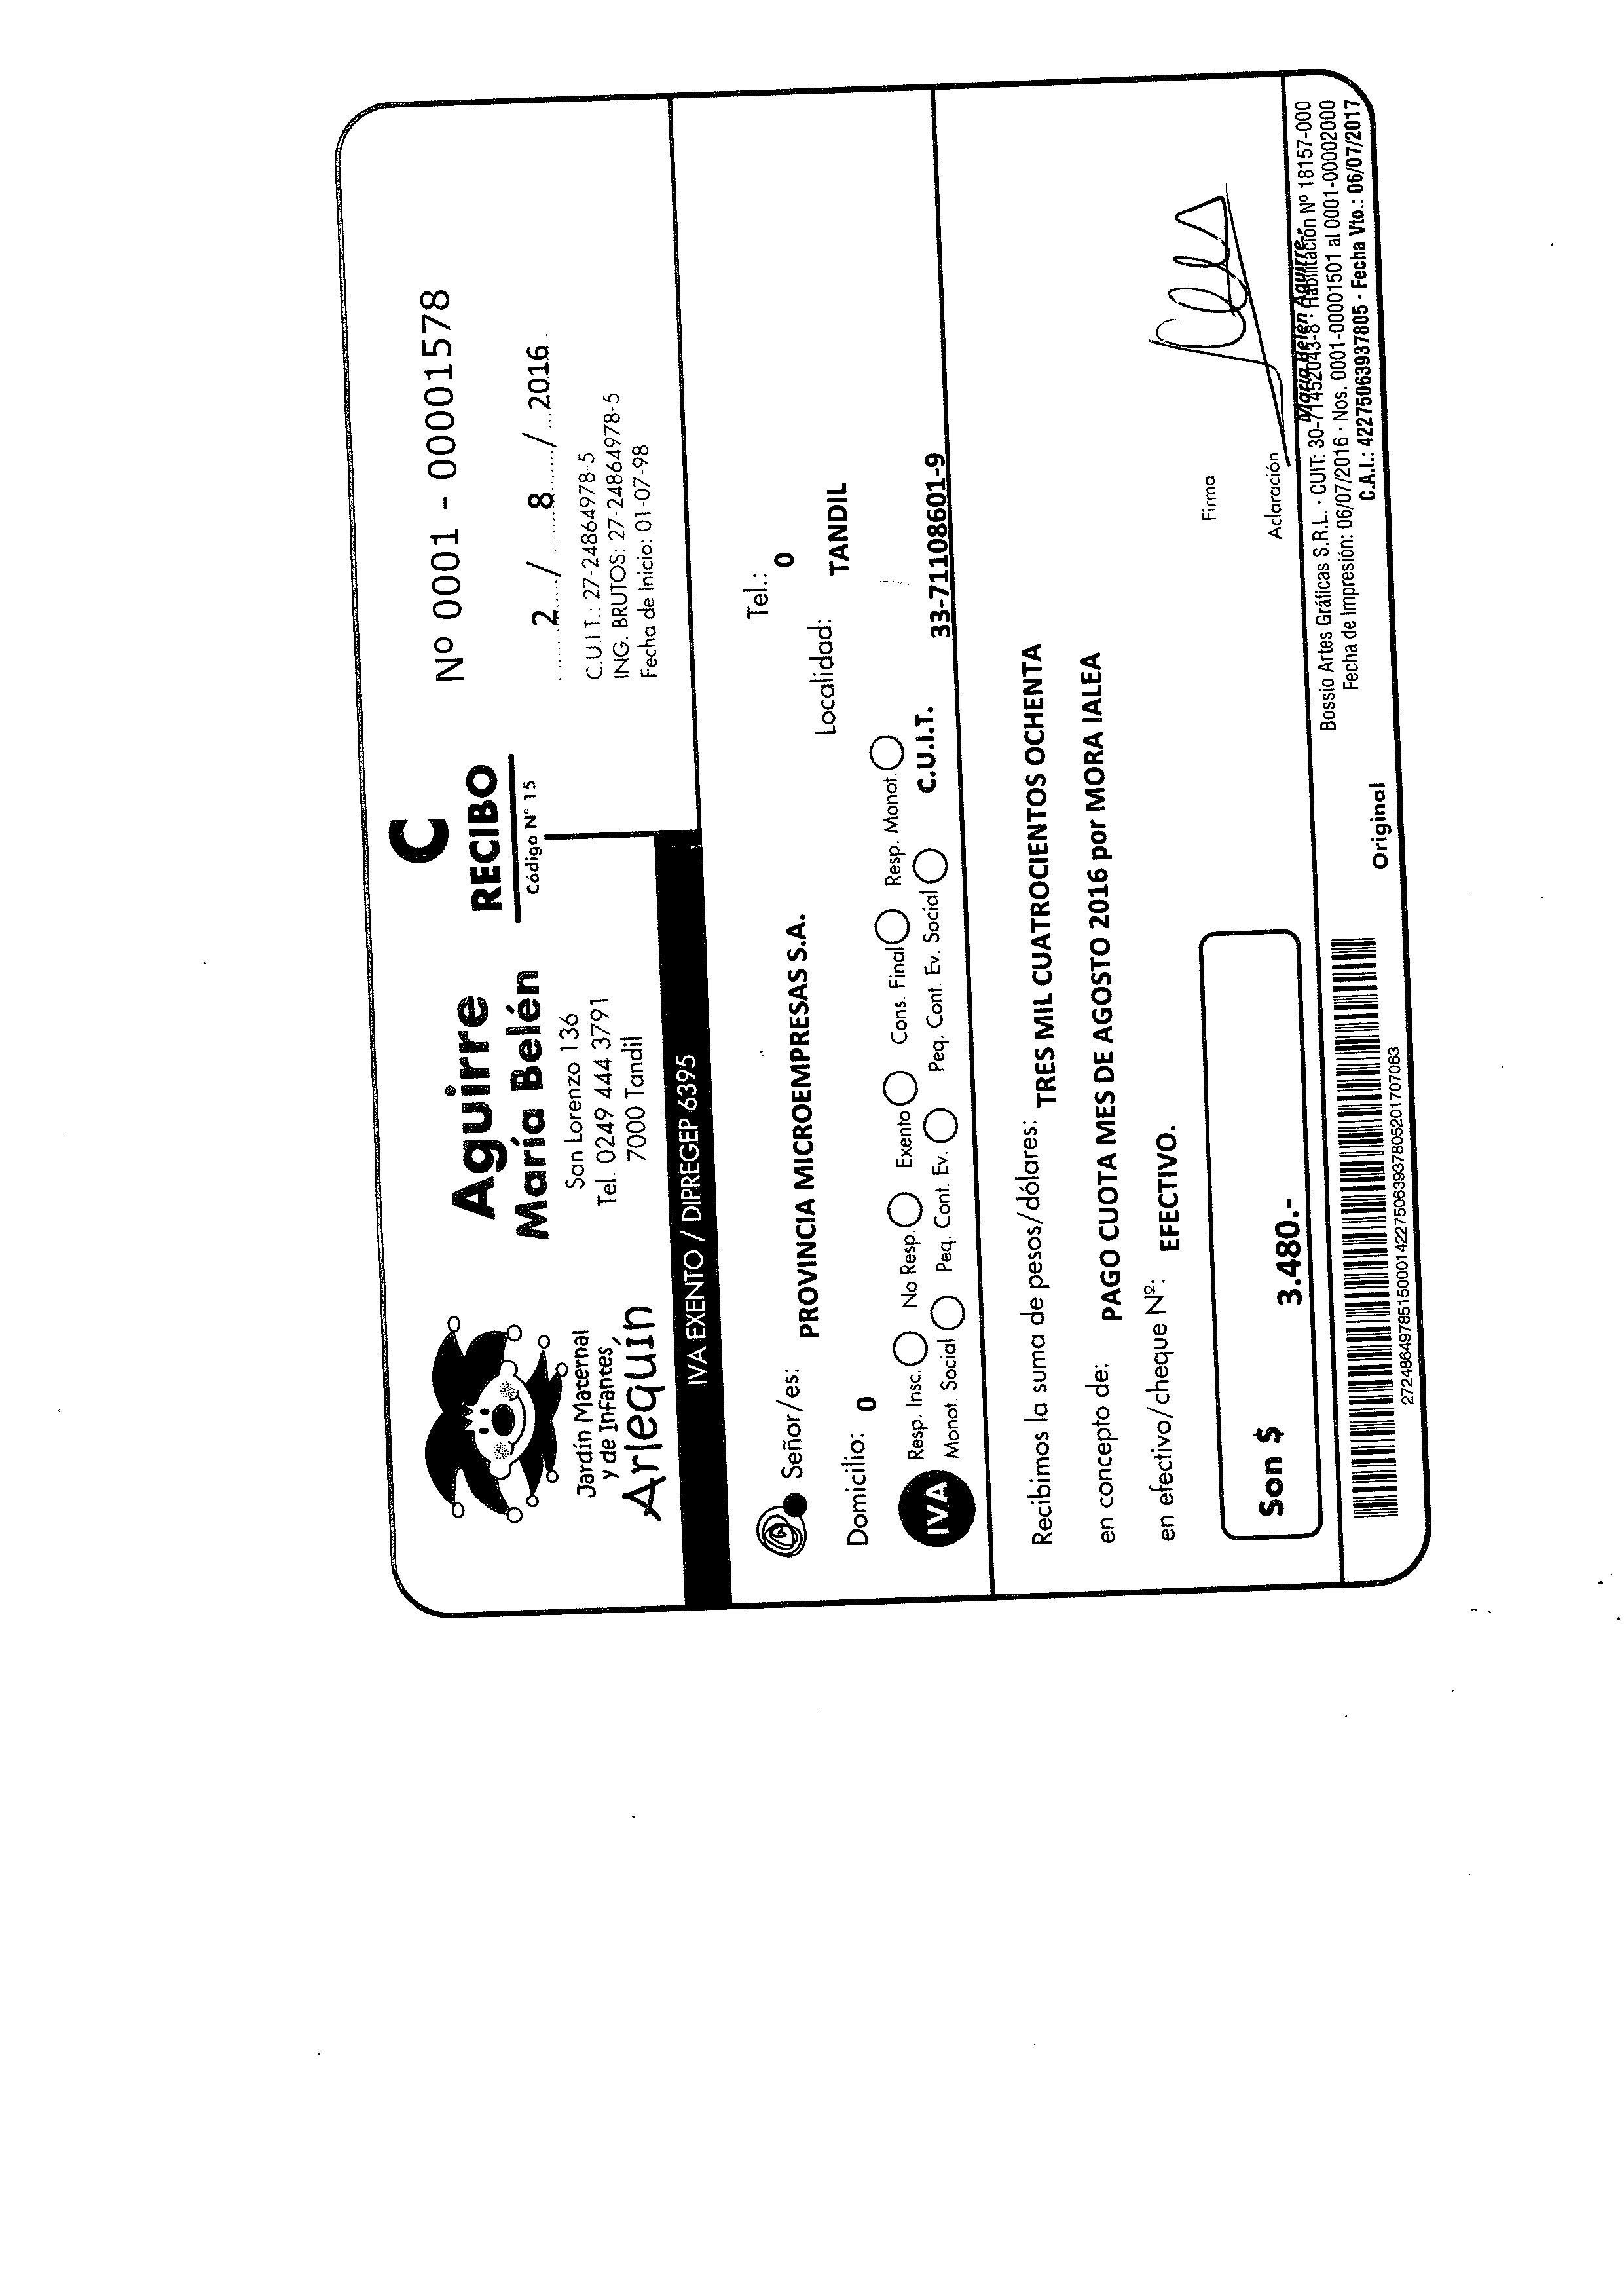 Jardín Maternal
y de Infantes
Arlequín
Aguirre
María Belén
San Lorenzo 136
Tel. 0249 444 3791
7000 Tandil
C
RECIBO
Código Nº 15
Nº 0001 - 00001578
2 / 8 / 2016
C.U.I.T.: 27-24864978-5
ING. BRUTOS: 27-24864978-5
Fecha de Inicio: 01-07-98
IVA EXENTO / DIPREGEP 6395
Señor/es: PROVINCIA MICROEMPRESAS S.A. Tel.: 0
Domicilio: 0 Localidad: TANDIL
IVA Resp. Insc. No Resp. Exento Cons. Final Resp. Monot.
Monot. Social Peq. Cont. Ev. Peq. Cont. Ev. Social C.U.I.T. 33-71108601-9
Recibimos la suma de pesos/dólares: TRES MIL CUATROCIENTOS OCHENTA
en concepto de: PAGO CUOTA MES DE AGOSTO 2016 por MORA IALEA
en efectivo/cheque Nº: EFECTIVO.
Son $ 3.480.-
Firma
Aclaración
María Belén Aguirre
Bossio Artes Gráficas S.R.L. · CUIT: 30-71452043-8 · Habilitación Nº 18157-000
Fecha de Impresión: 06/07/2016 · Nos. 0001-00001501 al 0001-00002000
C.A.I.: 42275063937805 · Fecha Vto.: 06/07/2017
Original
272486497851500014227506393780520170706​3